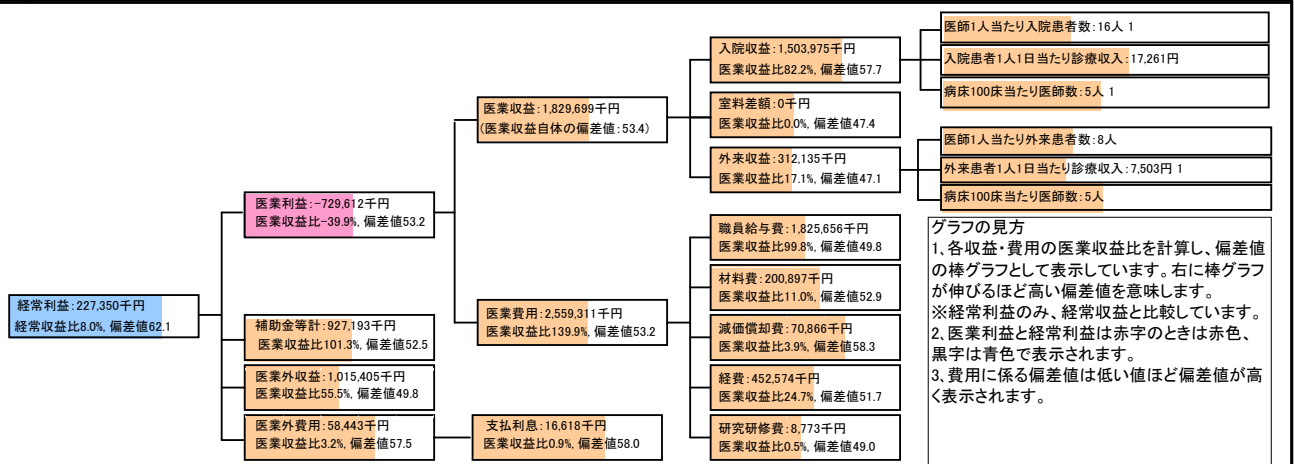 経常利益:227,350千円
経常収支比8.0%, 偏差値62.1
医業利益:-729,612千円
医業収益比-39.9%, 偏差値53.2
補助金等計:927,193千円
医業収益比101.3%, 偏差値52.5
医業外収益:1,015,405千円
医業収益比55.5%, 偏差値49.8
医業外費用:58,443千円
医業収益比3.2%, 偏差値57.5
医業収益:1,829,699千円
(医業収益自体の偏差値:53.4)
医業費用:2,559,311千円
医業収益比139.9%, 偏差値53.2
支払利息:16,618千円
医業収益比0.9%, 偏差値58.0
入院収益:1,503,975千円
医業収益比82.2%, 偏差値57.7
室料差額:0千円
医業収益比0.0%, 偏差値47.4
外来収益:312,135千円
医業収益比17.1%, 偏差値47.1
職員給与費:1,825,656千円
医業収益比99.8%, 偏差値49.8
材料費:200,897千円
医業収益比11.0%, 偏差値52.9
減価償却費:70,866千円
医業収益比3.9%, 偏差値58.3
経費:452,574千円
医業収益比24.7%, 偏差値51.7
研究研修費:8,773千円
医業収益比0.5%, 偏差値49.0
医師1人当たり入院患者数:16人 1
入院患者1人1日当たり診療収入:17,261円
病床100床当たり医師数:5人 1
医師1人当たり外来患者数:8人
外来患者1人1日当たり診療収入:7,503円 1
病床100床当たり医師数:5人
グラフの見方
1、各収益・費用の医業収益比を計算し、偏差値
の棒グラフとして表示しています。右に棒グラフ
が伸びるほど高い偏差値を意味します。
※経常利益のみ、経常収益と比較しています。
2、医業利益と経常利益は赤字のときは赤色、
黒字は青色で表示されます。
3、費用に係る偏差値は低い値ほど偏差値が高
く表示されます。